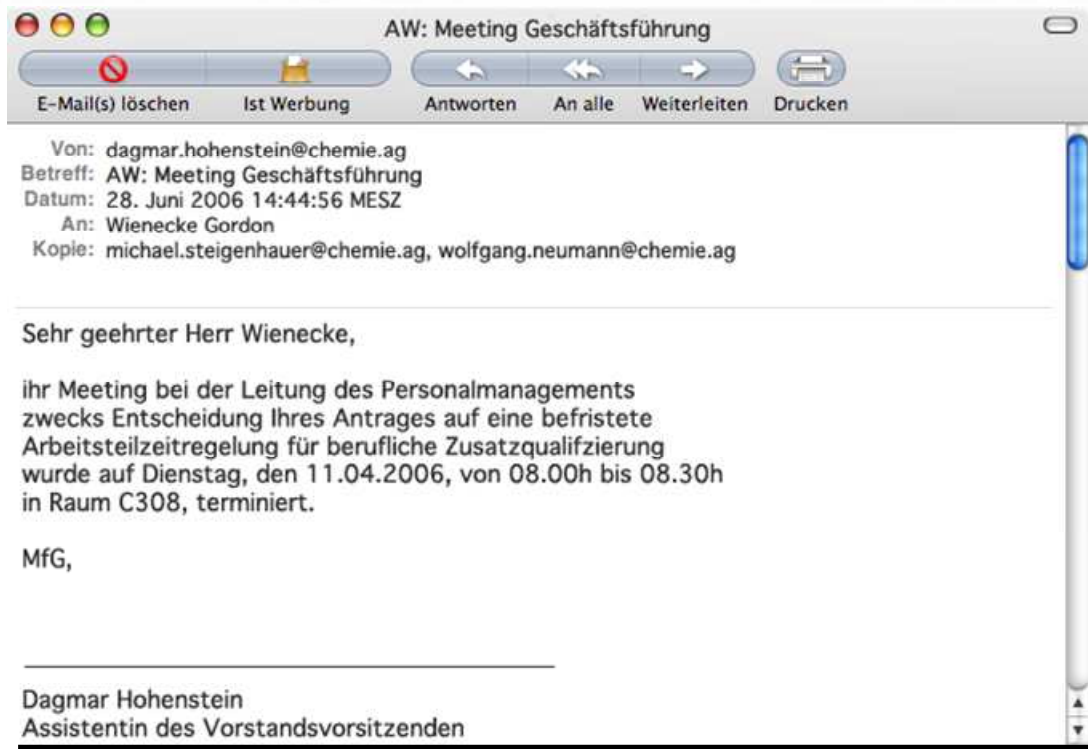 AW: Meeting Geschäftsführung
E-Mail(s) löschen Ist Werbung Antworten An alle Weiterleiten Drucken
Von: dagmar.hohenstein@chemie.ag
Betreff: AW: Meeting Geschäftsführung
Datum: 28. Juni 2006 14:44:56 MESZ
An: Wienecke Gordon
Kopie: michael.steigenhauer@chemie.ag, wolfgang.neumann@chemie.ag
Sehr geehrter Herr Wienecke,
ihr Meeting bei der Leitung des Personalmanagements
zwecks Entscheidung Ihres Antrages auf eine befristete
Arbeitsteilzeitregelung für berufliche Zusatzqualifzierung
wurde auf Dienstag, den 11.04.2006, von 08.00h bis 08.30h
in Raum C308, terminiert.
MfG,
Dagmar Hohenstein
Assistentin des Vorstandsvorsitzenden